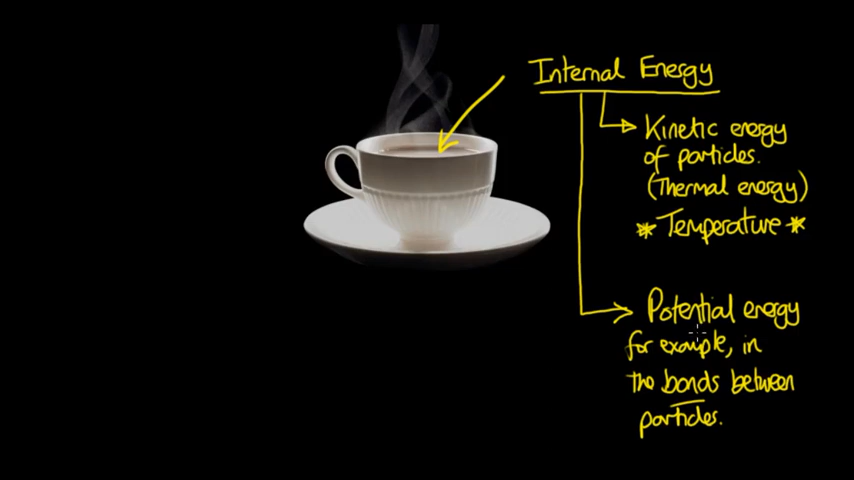 Internal Energy
Kinetic energy
of particles.
(Thermal energy)
* Temperature *
Potential energy
for example, in
the bonds between
particles.